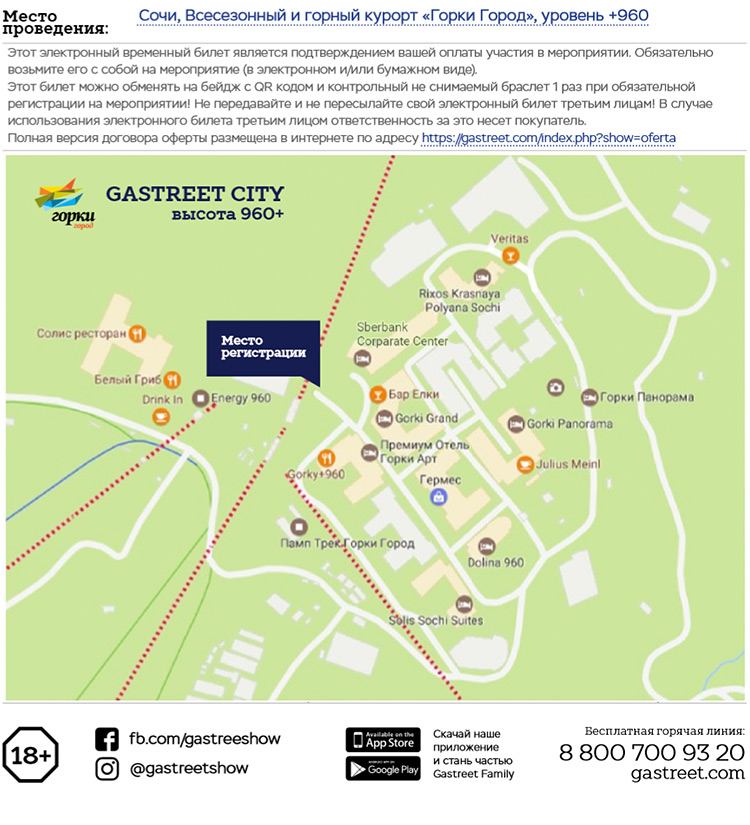 Место
проведения:
Сочи, Всесезонный и горный курорт «Горки Город», уровень +960
Этот электронный временный билет является подтверждением вашей оплаты участия в мероприятии. Обязательно
возьмите его с собой на мероприятие (в электронном и/или бумажном виде).
Этот билет можно обменять на бейдж с QR кодом и контрольный не снимаемый браслет 1 раз при обязательной
регистрации на мероприятии! Не передавайте и не пересылайте свой электронный билет третьим лицам! В случае
использования электронного билета третьим лицом ответственность за это несет покупатель.
Полная версия договора оферты размещена в интернете по адресу https://gastreet.com/index.php?show=oferta
горки
город
GASTREET CITY
высота 960+
Veritas
Rixos Krasnaya
Polyana Sochi
Sberbank
Corparate Center
Солис ресторан
Место
регистрации
Белый Гриб
Drink In
Energy 960
Бар Елки
Горки Панорама
Gorki Grand
Gorki Panorama
Премиум Отель
Горки Арт
Gorky+960
Julius Meinl
Гермес
Памп Трек Горки Город
Dolina 960
Solis Sochi Suites
18+
fb.com/gastreeshow
@gastreetshow
Available on the
App Store
ANDROID APP ON
Google Play
Скачай наше
приложение
и стань частью
Gastreet Family
Бесплатная горячая линия:
8 800 700 93 20
gastreet.com